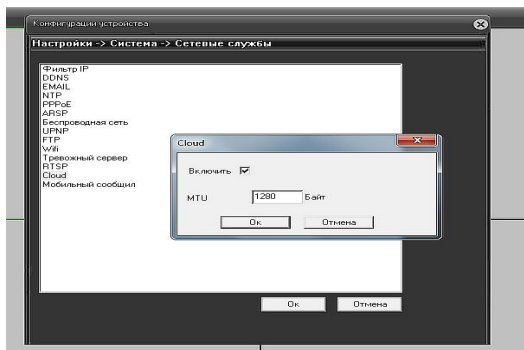 Конфигурации устройства
Настройки -> Система -> Сетевые службы
Фильтр IP
DDNS
EMAIL
NTP
PPPoE
ARSP
Беспроводная сеть
UPNP
FTP
Wifi
Тревожный сервер
RTSP
Cloud
Мобильный сообщил
Cloud
Включить
MTU 1280 Байт
Ок Отмена
Ок Отмена